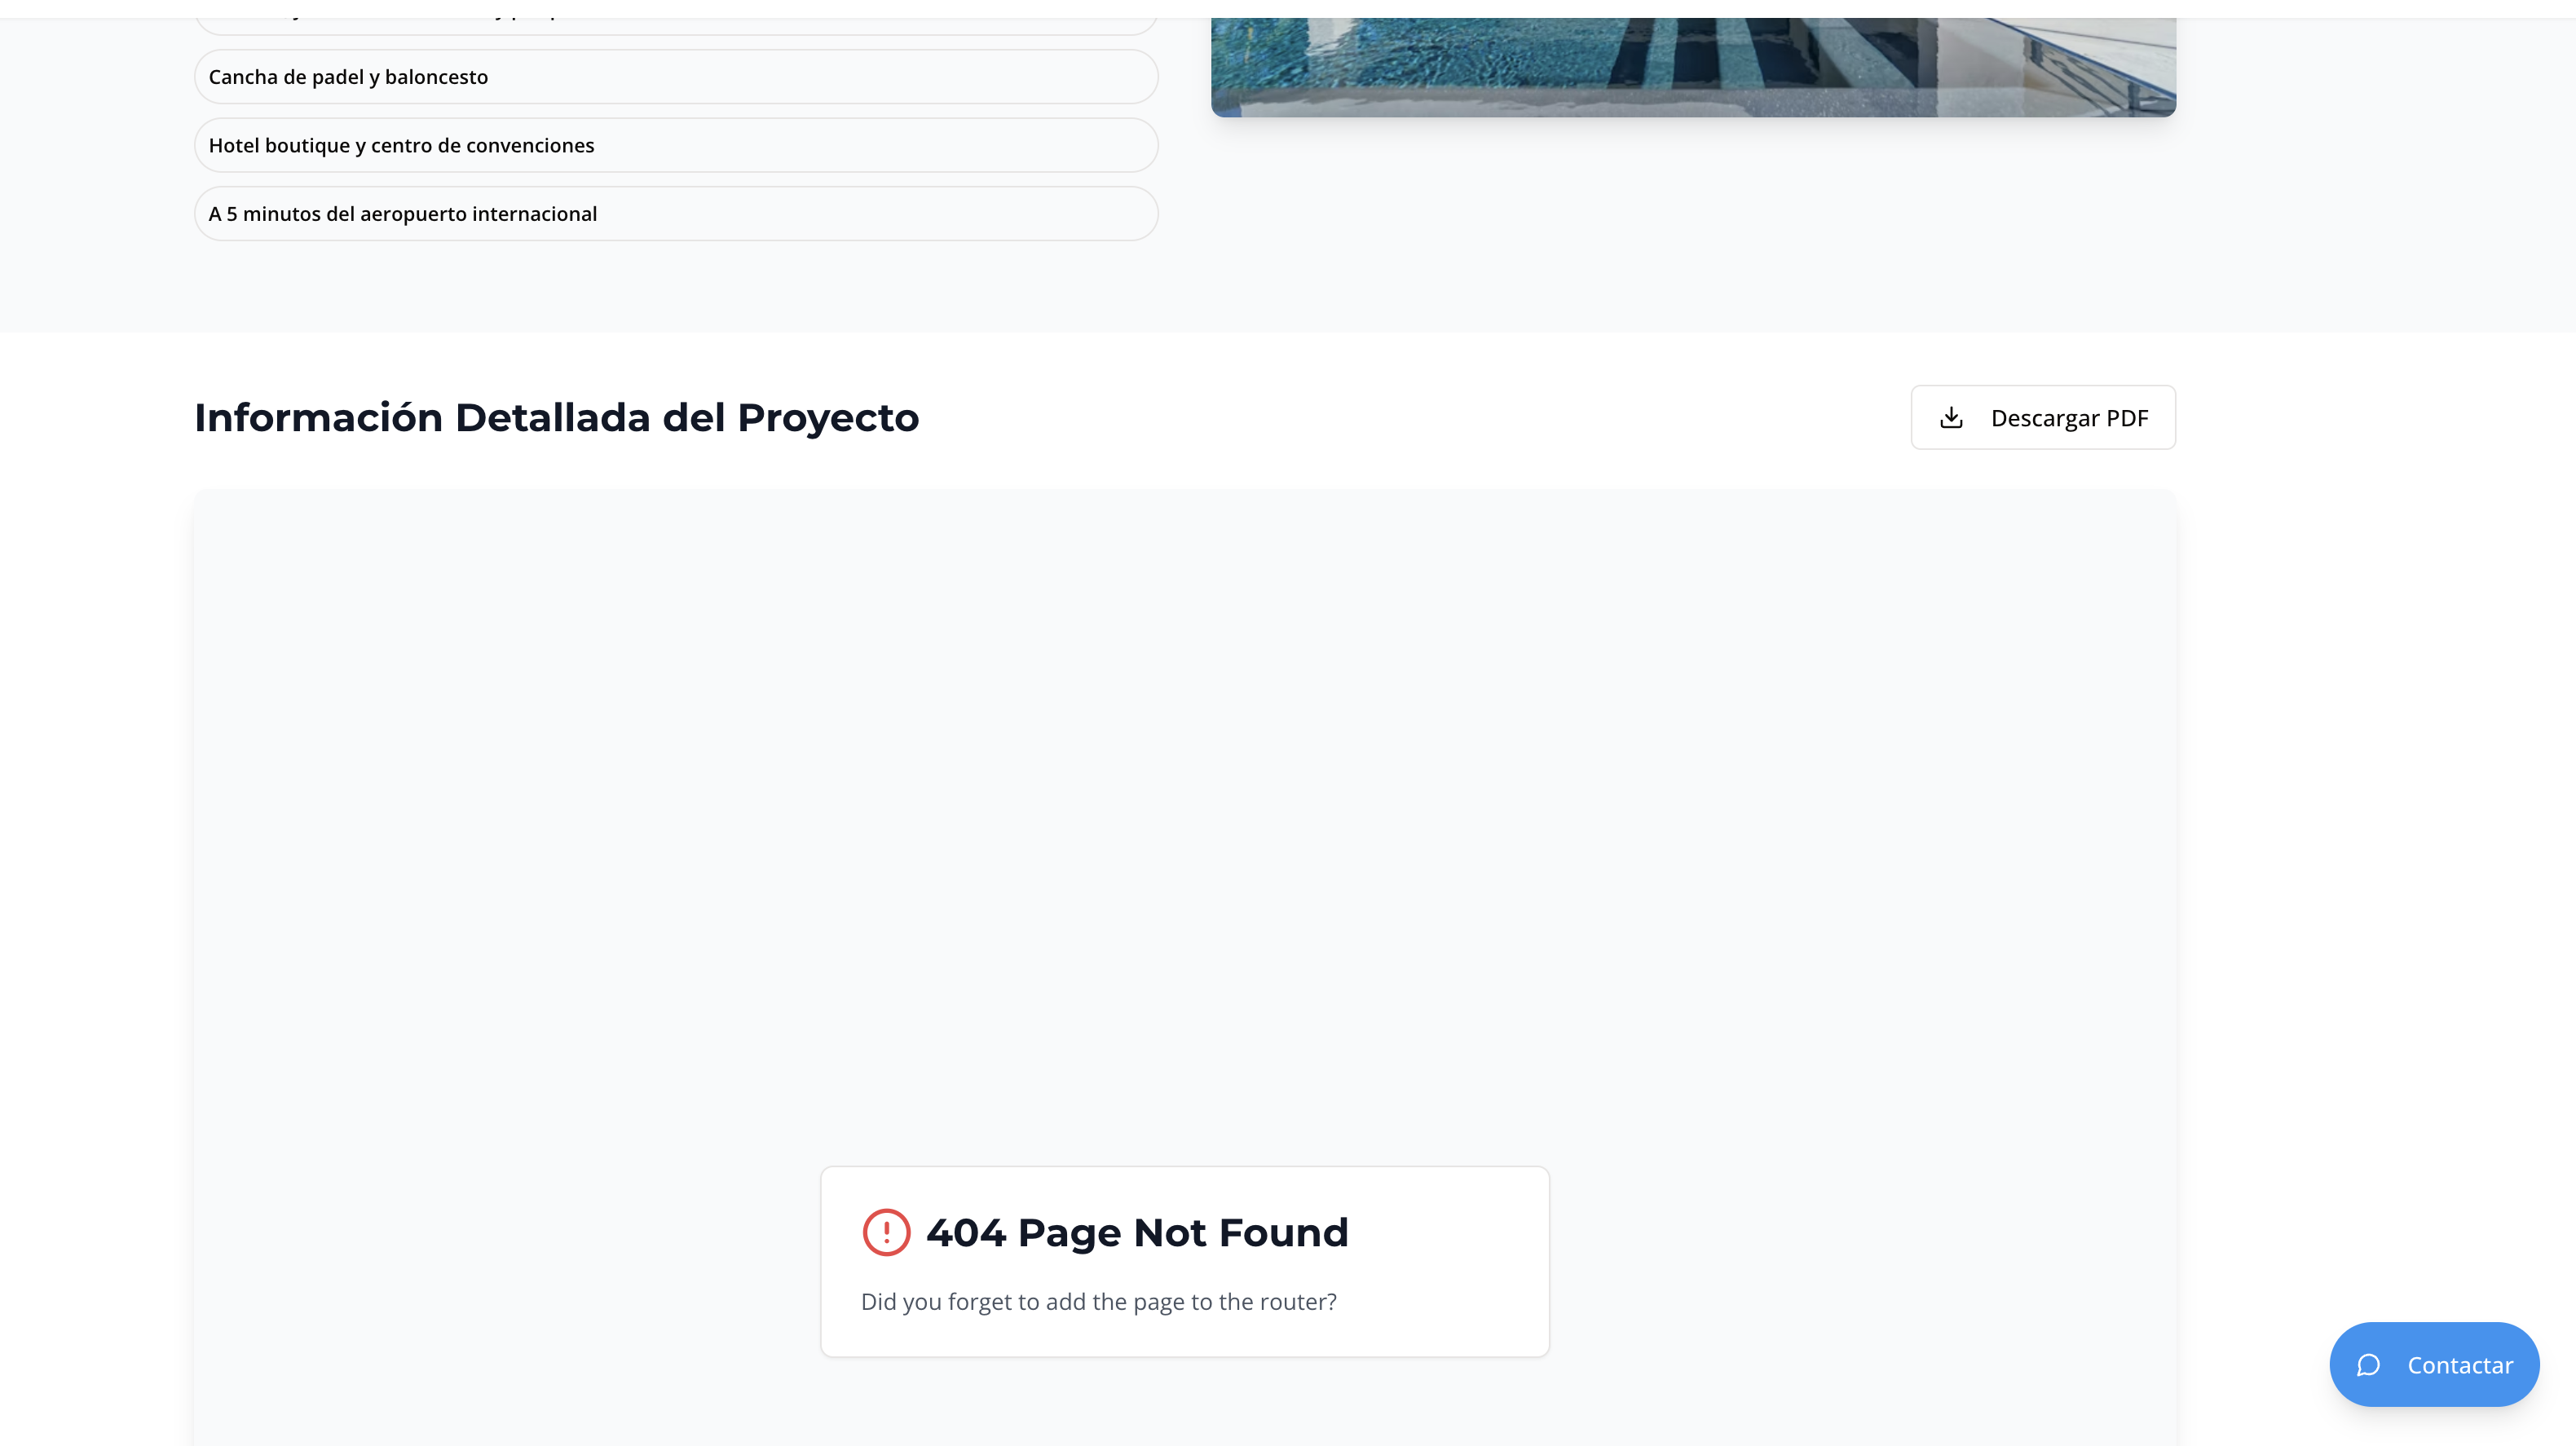 Cancha de padel y baloncesto
Hotel boutique y centro de convenciones
A 5 minutos del aeropuerto internacional
Información Detallada del Proyecto
Descargar PDF
404 Page Not Found
Did you forget to add the page to the router?
Contactar